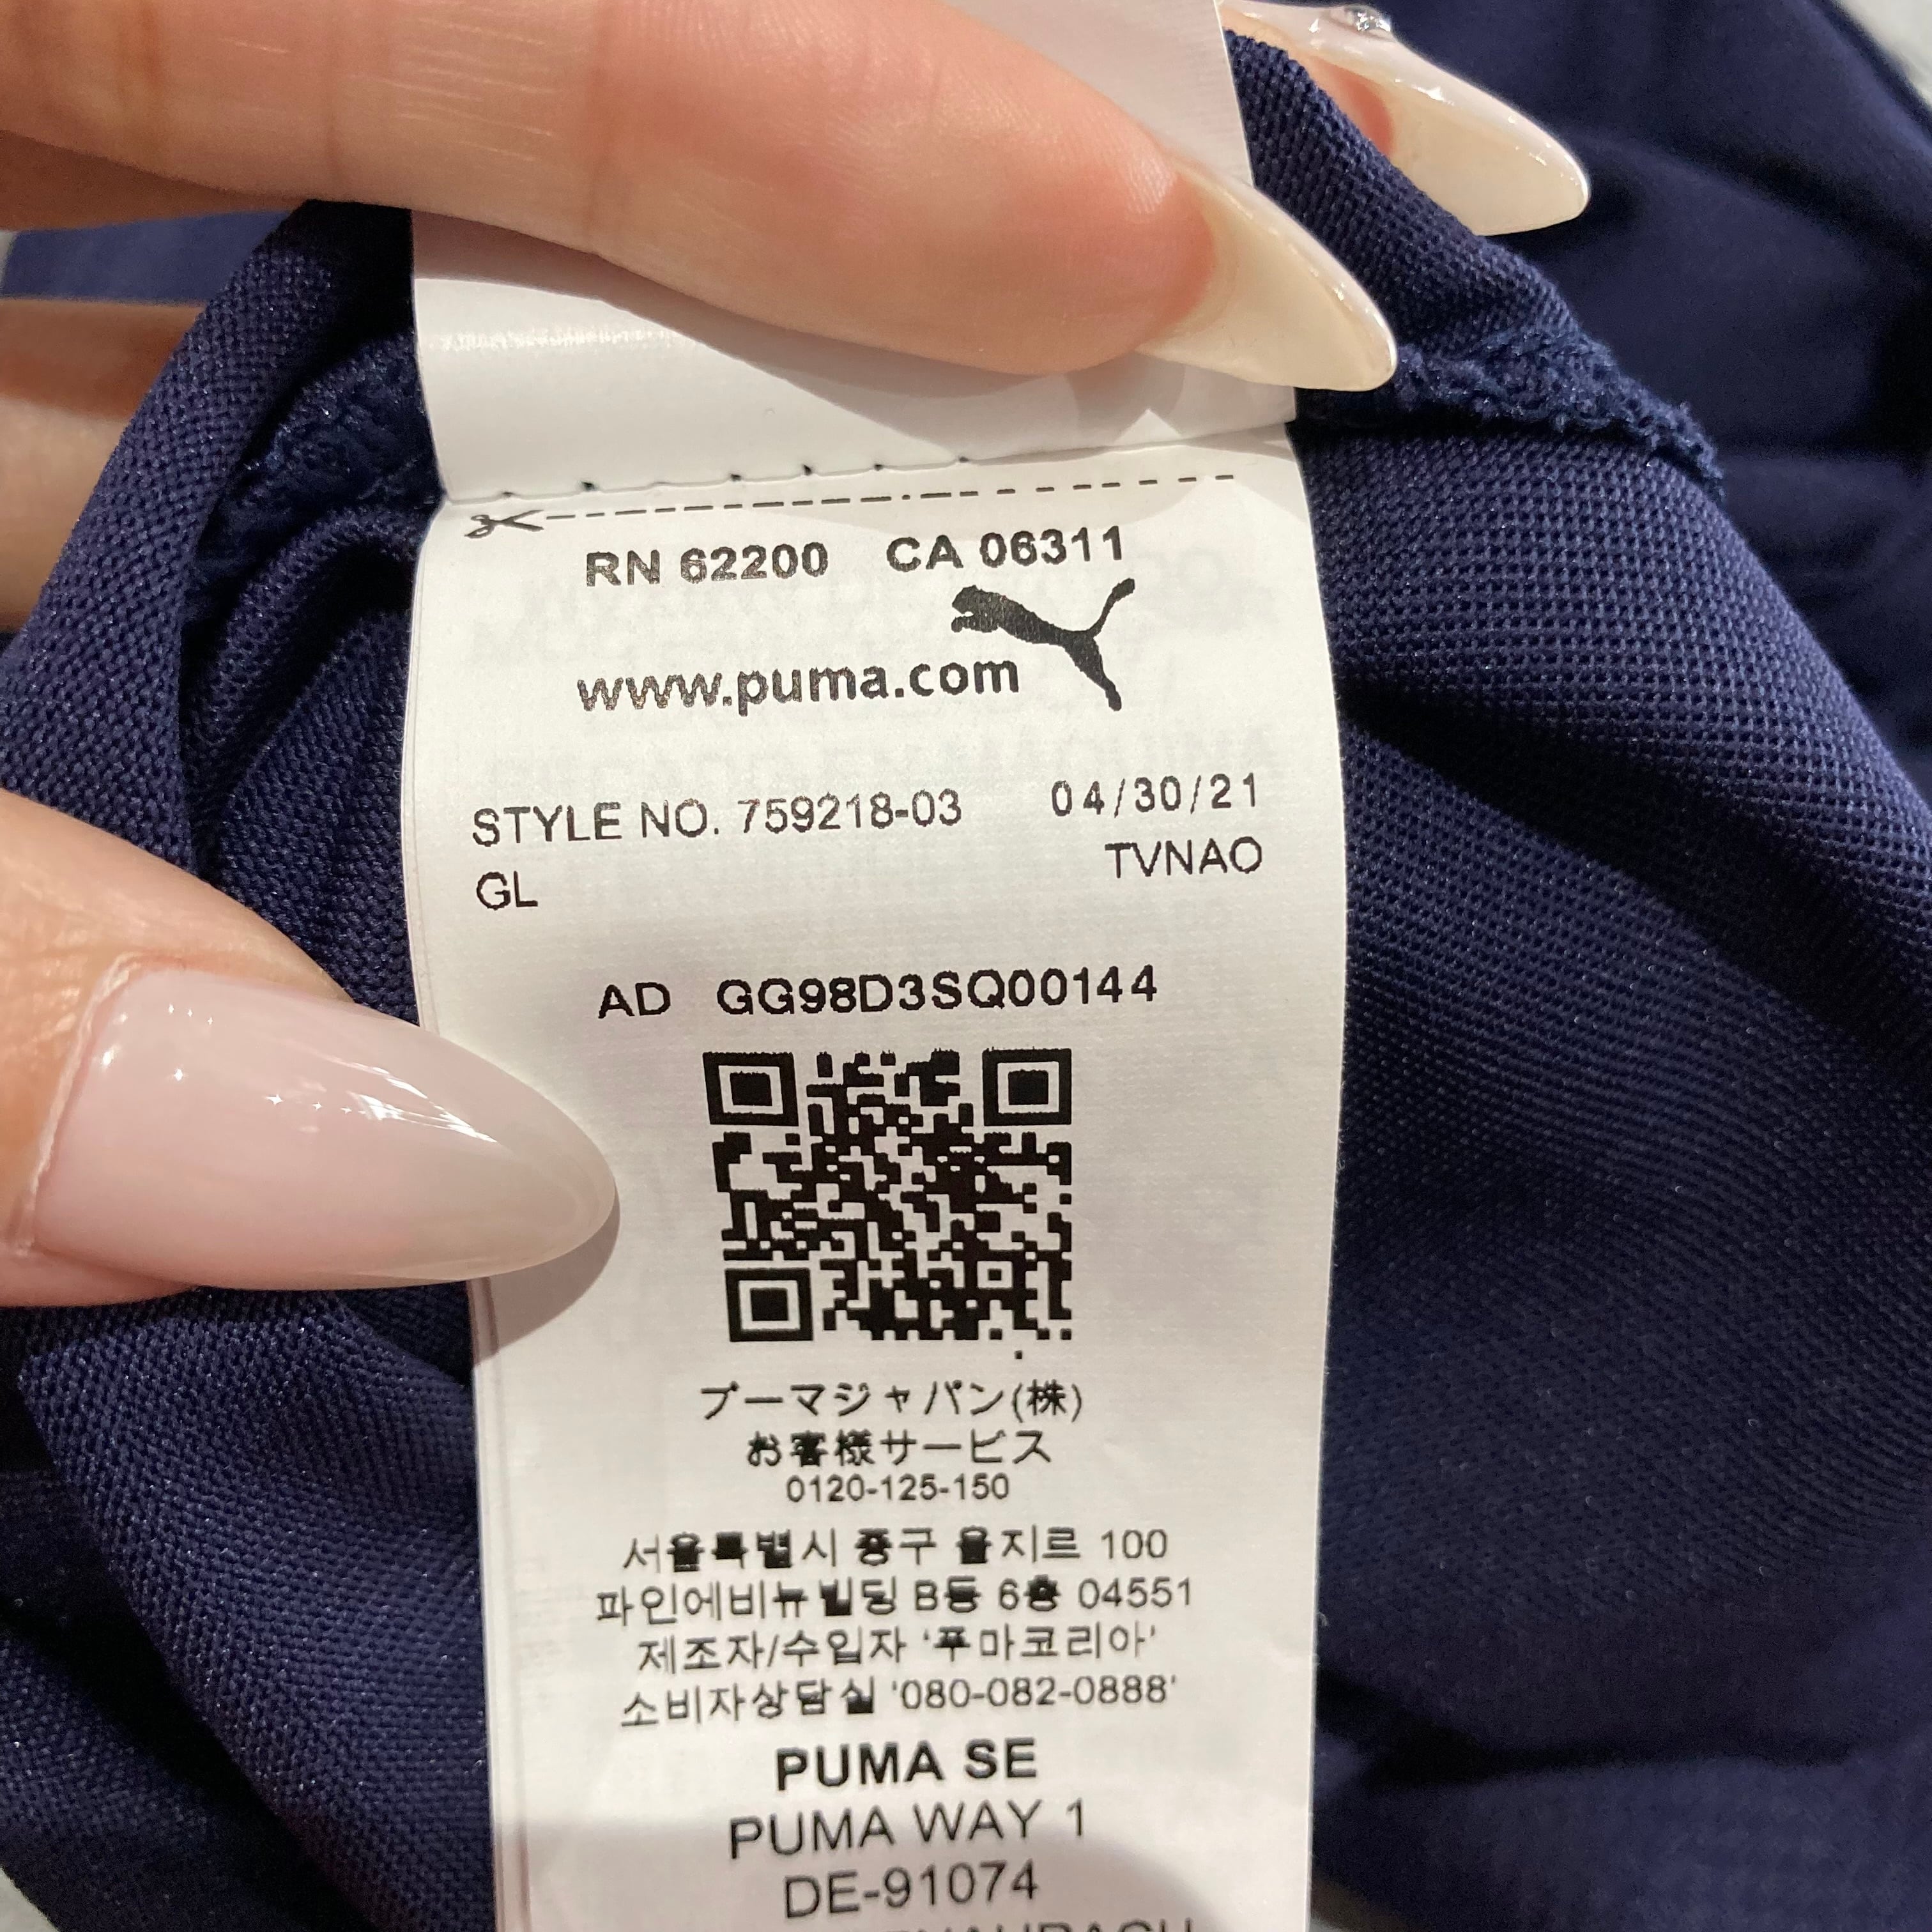 RN 62200 CA 06311
www.puma.com
STYLE NO. 759218-03 04/30/21
GL TVNAO
AD GG98D3SQ00144
プーマジャパン(株)
お客様サービス
0120-125-150
서울특별시 중구 을지로 100
파인에비뉴빌딩 B동 6층 04551
제조자/수입자 '푸마코리아'
소비자상담실 '080-082-0888'
PUMA SE
PUMA WAY 1
DE-91074